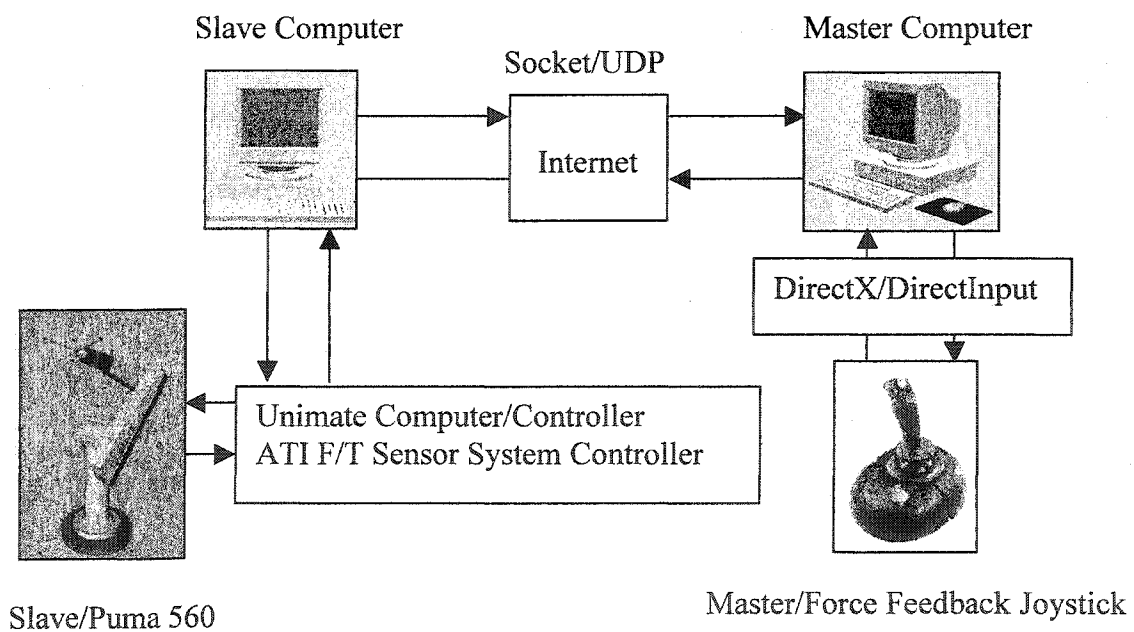 Slave Computer
Master Computer
Socket/UDP
Internet
DirectX/DirectInput
Unimate Computer/Controller
ATI F/T Sensor System Controller
Slave/Puma 560
Master/Force Feedback Joystick